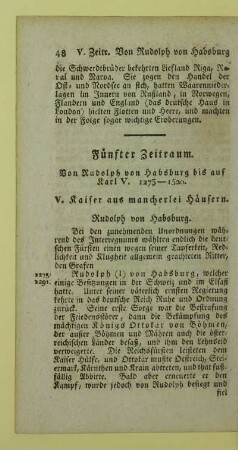 48 V. Zeitr. Von Rudolph von Habsburg
die Schwerdtbrüder bekehrten Liefland Riga, Re-
val und Narva. Sie zogen den Handel der
Ost- und Nordsee an sich, hatten Waarennieder-
lagen im Innern von Rußland, in Norwegen,
Flandern und England (das deutsche Haus in
London) hielten Flotten und Heere, und machten
in der Folge sogar wichtige Eroberungen.
Fünfter Zeitraum.
Von Rudolph von Habsburg bis auf
Karl V. 1273—1520.
V. Kaiser aus mancherlei Häusern.
Rudolph von Habsburg.
Bei den zunehmenden Unordnungen während
des Interregnums wählten endlich die deut-
schen Fürsten einen wegen seiner Tapferkeit, Red-
lichkeit und Klugheit allgemein geachteten Ritter,
den Grafen
1273/ Rudolph (I) von Habsburg, welcher
1291. einige Besitzungen in der Schweiz und im Elsaß
hatte. Unter seiner väterlich ernsten Regierung
kehrte in das deutsche Reich Ruhe und Ordnung
zurück. Seine erste Sorge war die Bestrafung
der Friedensstörer, dann die Bekämpfung des
mächtigen Königs Ottokar von Böhmen,
der außer Böhmen und Mähren auch die öster-
reichischen Länder besaß, und ihm den Lehnseid
verweigerte. Die Reichsfürsten leisteten dem
Kaiser Hülfe, und Ottokar mußte Oestreich, Steier-
mark, Kärnthen und Krain abtreten, und that fuß-
fällig Abbitte. Bald aber erneuerte er den
Kampf, wurde jedoch von Rudolph besiegt und
fiel